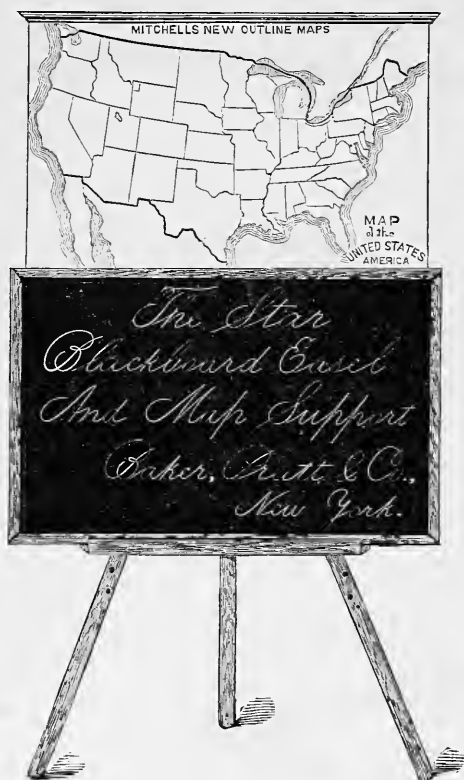 MITCHELLS NEW OUTLINE MAPS
MAP
of the
UNITED STATES
AMERICA
The Star
Blackboard Easel
And Map Support
Baker, Pratt & Co.,
New York.